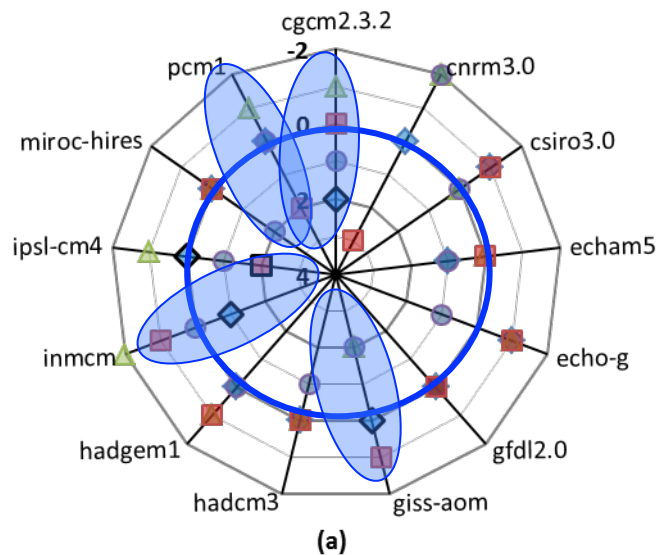 cgcm2.3.2
-2
pcm1
cnrm3.0
0
miroc-hires
csiro3.0
2
ipsl-cm4
echam5
4
inmcm
echo-g
hadgem1
gfdl2.0
hadcm3
giss-aom
(a)